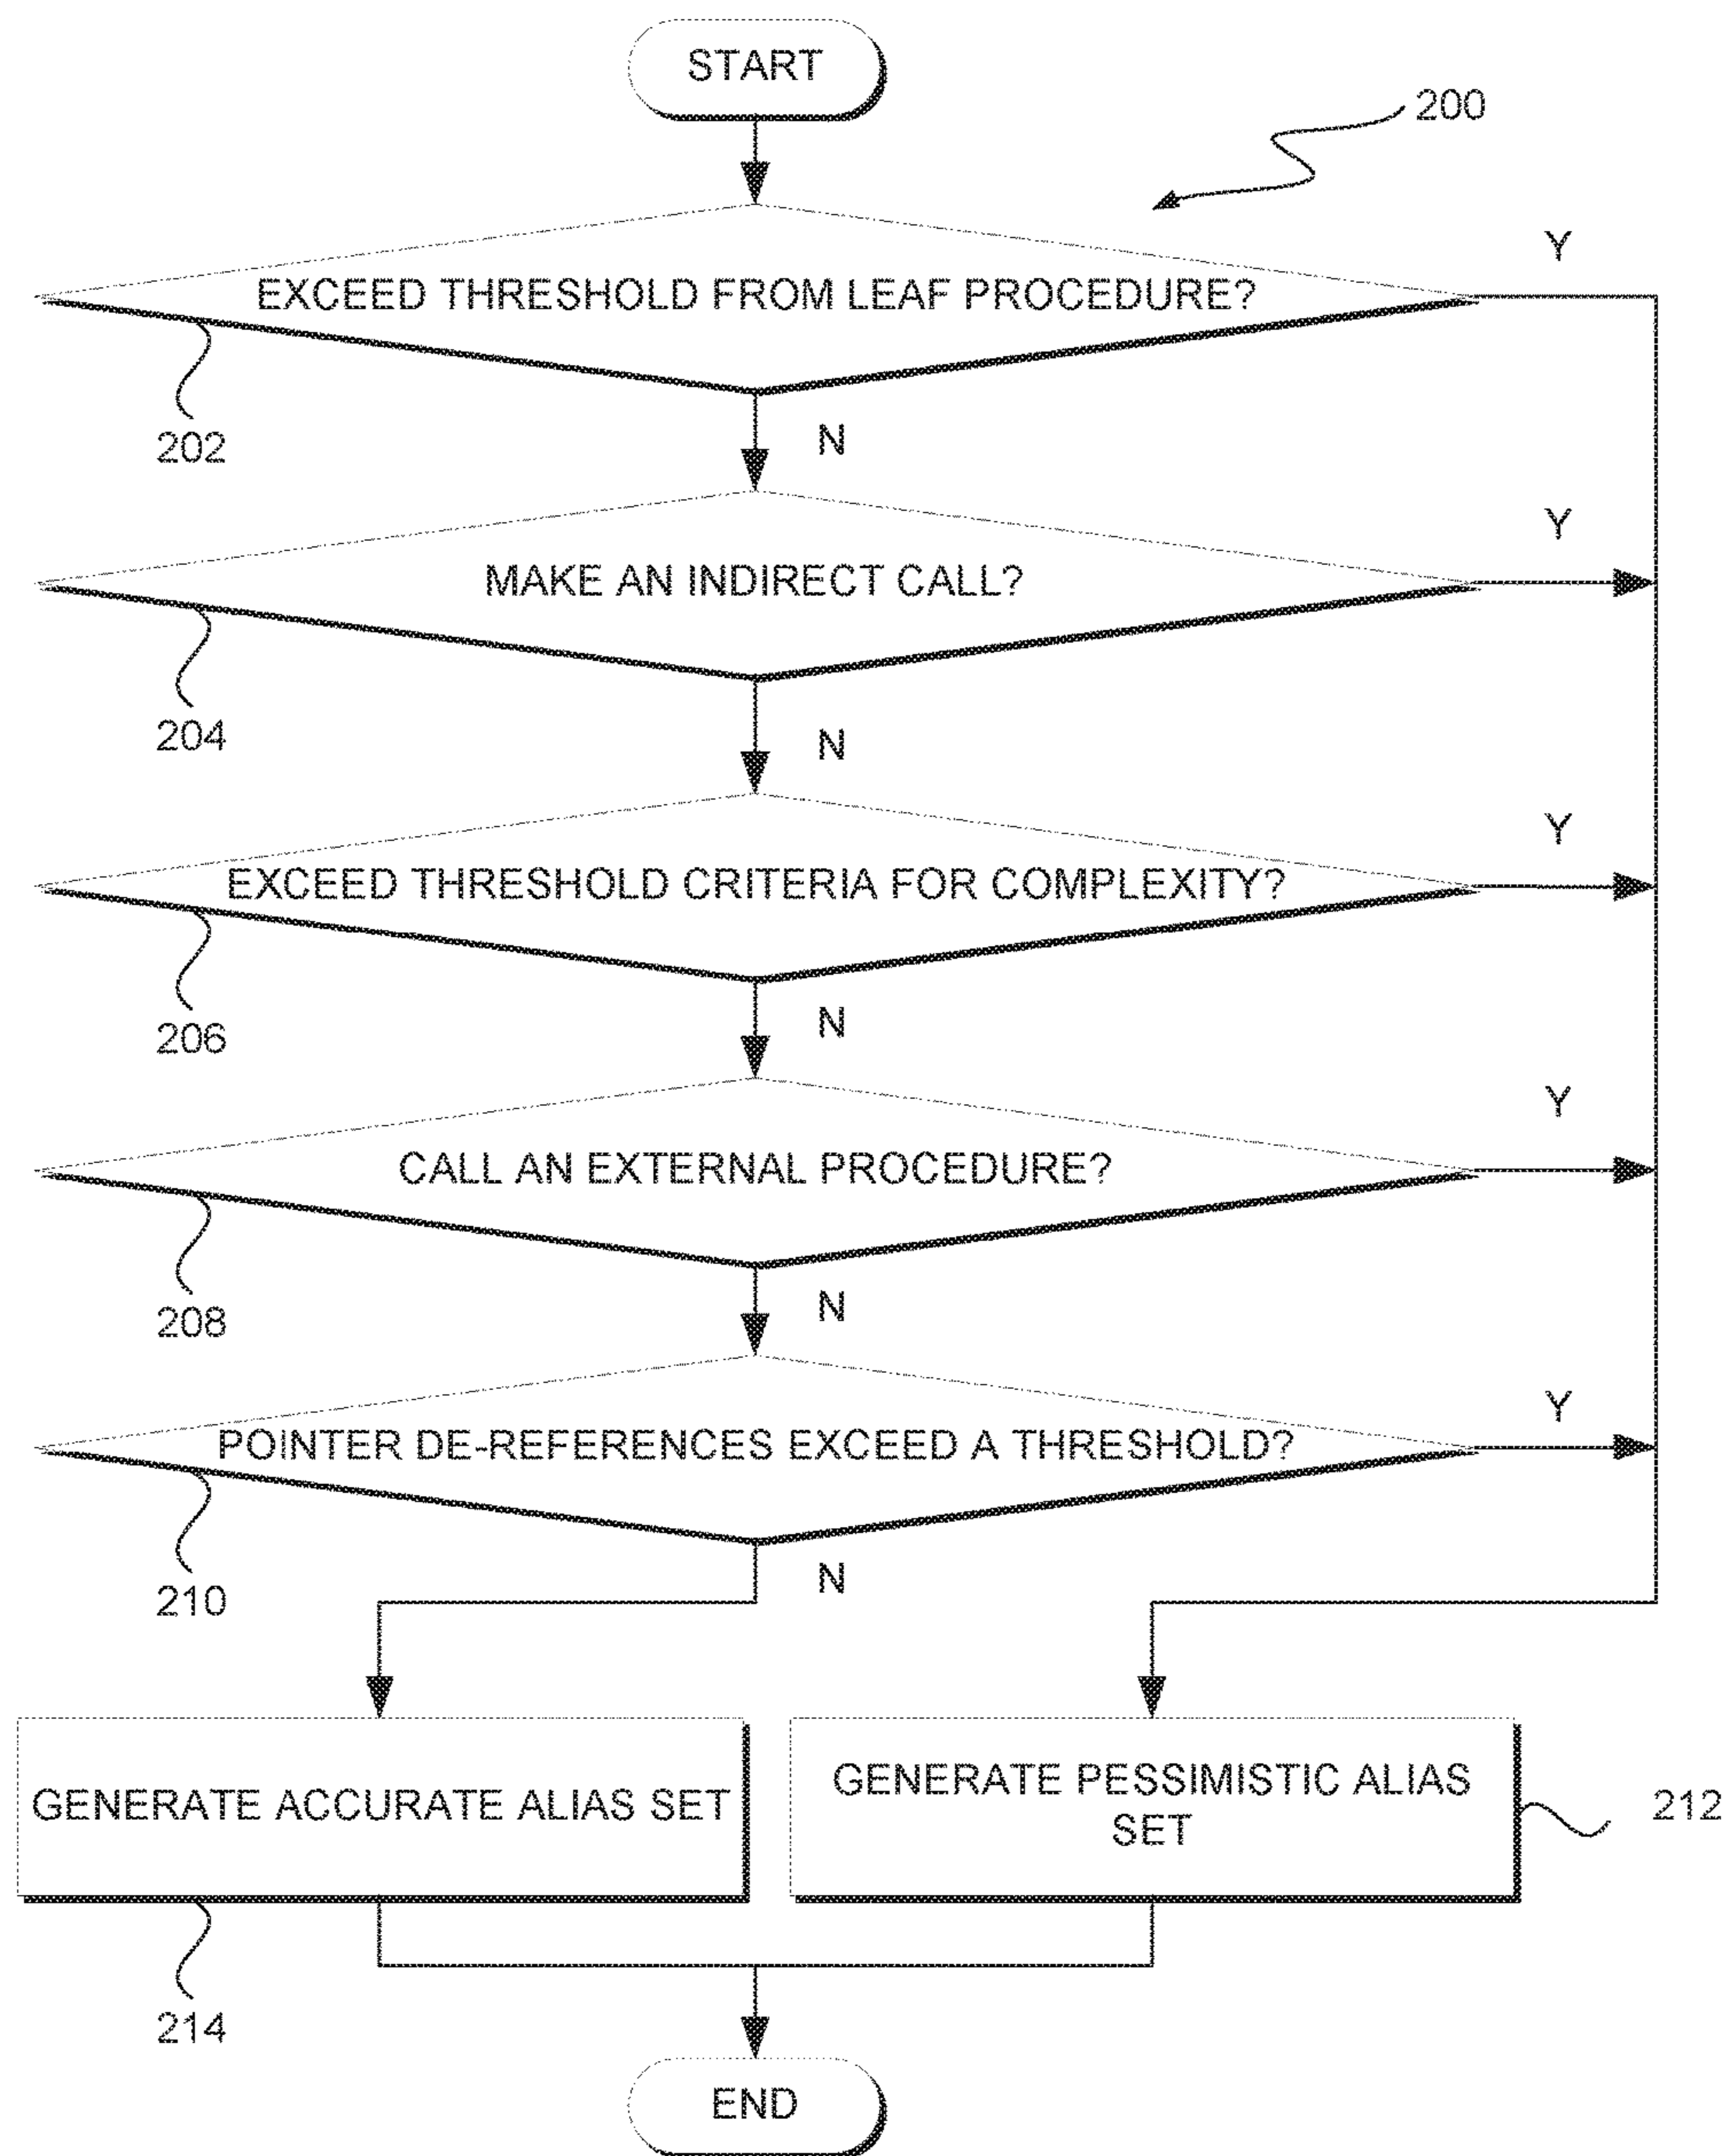 START
200
EXCEED THRESHOLD FROM LEAF PROCEDURE?
Y
202
N
MAKE AN INDIRECT CALL?
Y
204
N
EXCEED THRESHOLD CRITERIA FOR COMPLEXITY?
Y
206
N
CALL AN EXTERNAL PROCEDURE?
Y
208
N
POINTER DE-REFERENCES EXCEED A THRESHOLD?
Y
210
N
GENERATE ACCURATE ALIAS SET
GENERATE PESSIMISTIC ALIAS
SET
212
214
END